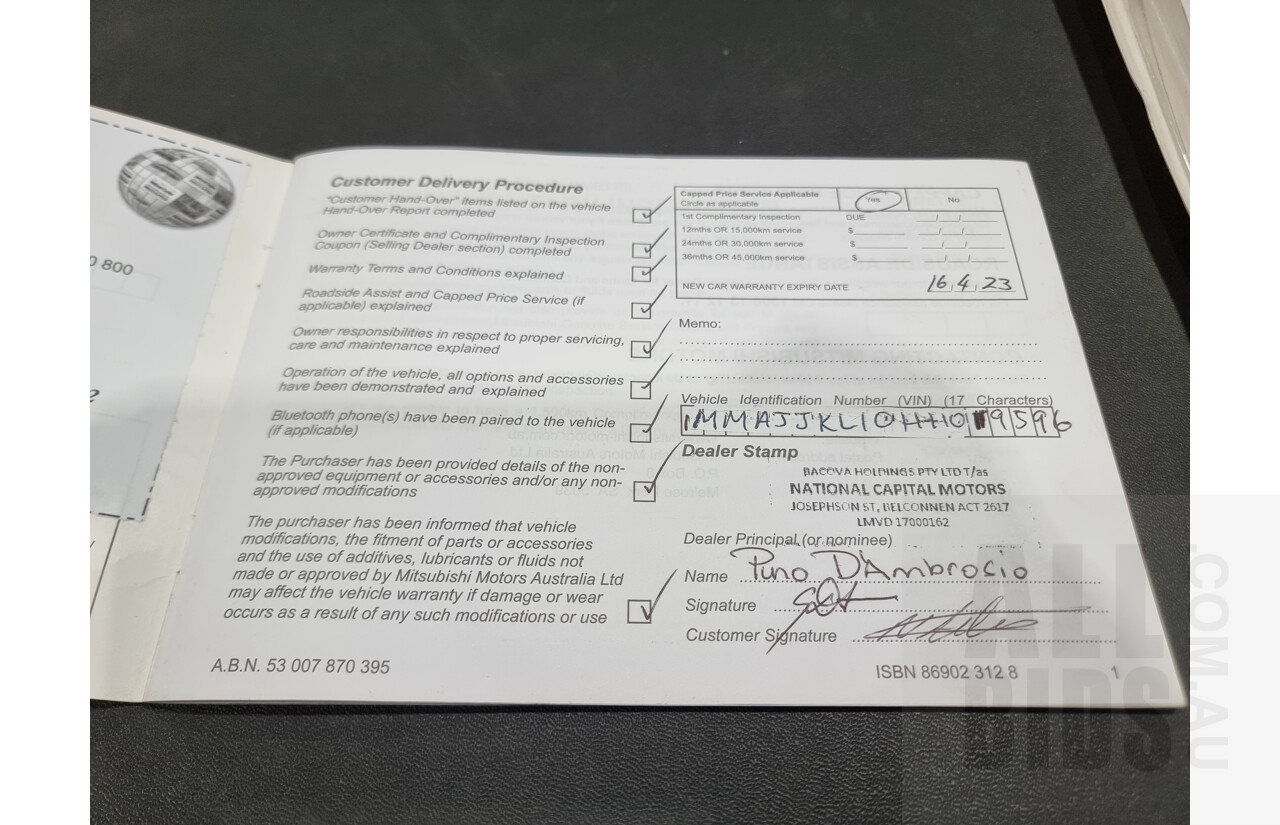 0 800
2
Customer Delivery Procedure
"Customer Hand-Over" items listed on the vehicle
Hand-Over Report completed
Owner Certificate and Complimentary Inspection
Coupon (Selling Dealer section) completed
Warranty Terms and Conditions explained
Roadside Assist and Capped Price Service (if
applicable) explained
Owner responsibilities in respect to proper servicing,
care and maintenance explained
Operation of the vehicle, all options and accessories
have been demonstrated and explained
Bluetooth phone(s) have been paired to the vehicle
(if applicable)
The Purchaser has been provided details of the non-
approved equipment or accessories and/or any non-
approved modifications
The purchaser has been informed that vehicle
modifications, the fitment of parts or accessories
and the use of additives, lubricants or fluids not
made or approved by Mitsubishi Motors Australia Ltd
may affect the vehicle warranty if damage or wear
occurs as a result of any such modifications or use
A.B.N. 53 007 870 395
Capped Price Service Applicable
Circle as applicable
Yes
No
1st Complimentary Inspection DUE / /
12mths OR 15,000km service $ / /
24mths OR 30,000km service $ / /
36mths OR 45,000km service $ / /
NEW CAR WARRANTY EXPIRY DATE 16/4/23
Memo:
Vehicle Identification Number (VIN) (17 Characters)
Dealer Stamp
BACOVA HOLDINGS PTY LTD T/as
NATIONAL CAPITAL MOTORS
JOSEPHSON ST, BELCONNEN ACT 2617
LMVD 17000162
Dealer Principal (or nominee)
Name Pino D'Ambrosio
Signature
Customer Signature
ISBN 86902 312 8
1
ALL
BIDS
.COM.AU